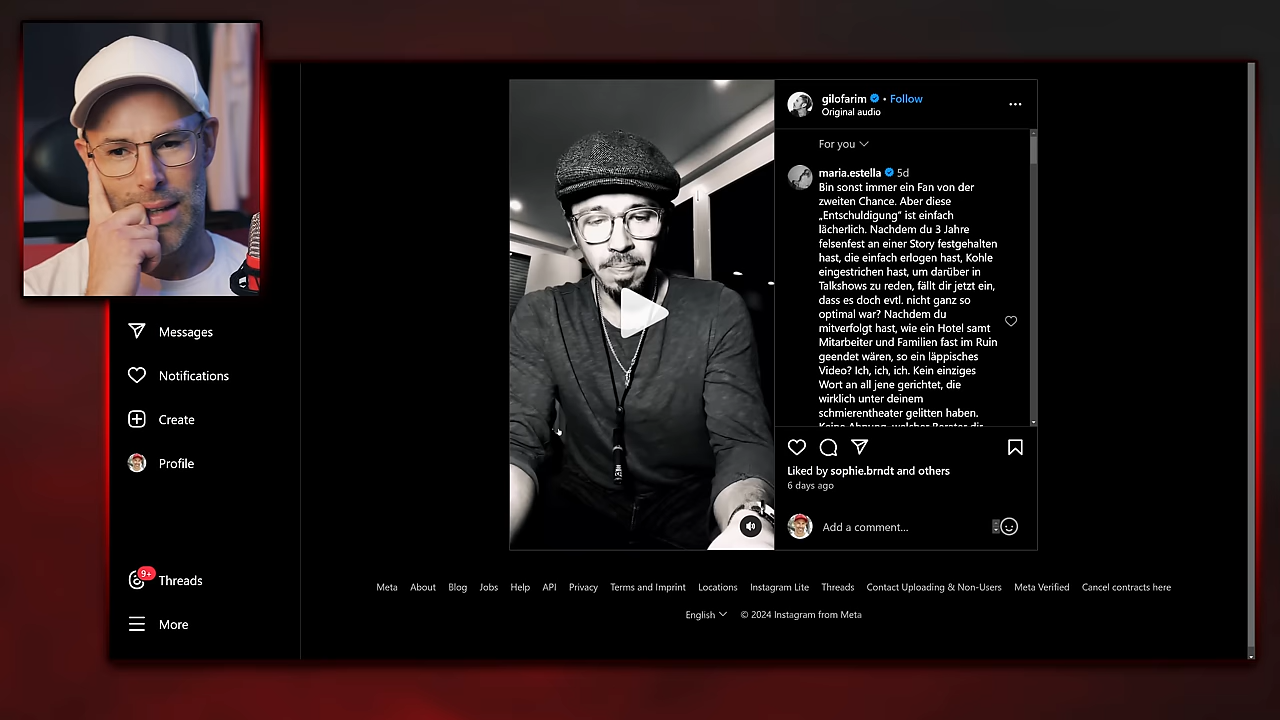 gilofarim • Follow
Original audio
For you
maria.estella 5d
Bin sonst immer ein Fan von der
zweiten Chance. Aber diese
„Entschuldigung" ist einfach
lächerlich. Nachdem du 3 Jahre
felsenfest an einer Story festgehalten
hast, die einfach erlogen hast, Kohle
eingestrichen hast, um darüber in
Talkshows zu reden, fällt dir jetzt ein,
dass es doch evtl. nicht ganz so
optimal war? Nachdem du
mitverfolgt hast, wie ein Hotel samt
Mitarbeiter und Familien fast im Ruin
geendet wären, so ein läppisches
Video? Ich, ich, ich. Kein einziges
Wort an all jene gerichtet, die
wirklich unter deinem
schmierentheater gelitten haben.
Keine Ahnung, welcher Berater dir
Liked by sophie.brndt and others
6 days ago
Add a comment...
Messages
Notifications
Create
Profile
9+
Threads
More
Meta About Blog Jobs Help API Privacy Terms and Imprint Locations Instagram Lite Threads Contact Uploading & Non-Users Meta Verified Cancel contracts here
English © 2024 Instagram from Meta